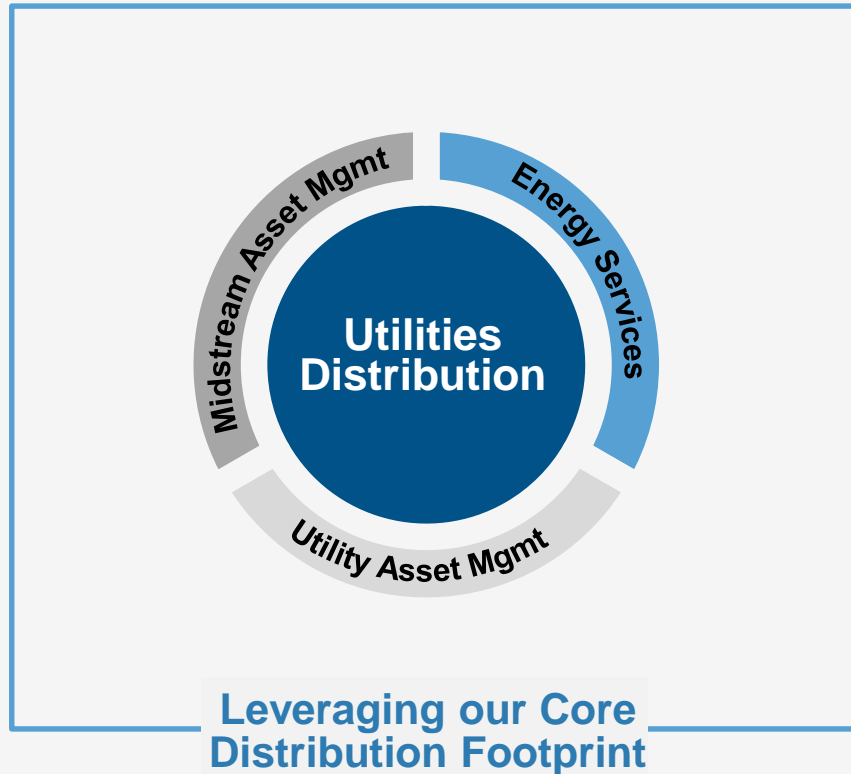 Midstream Asset Mgmt
Energy Services
Utilities
Distribution
Utility Asset Mgmt
Leveraging our Core
Distribution Footprint